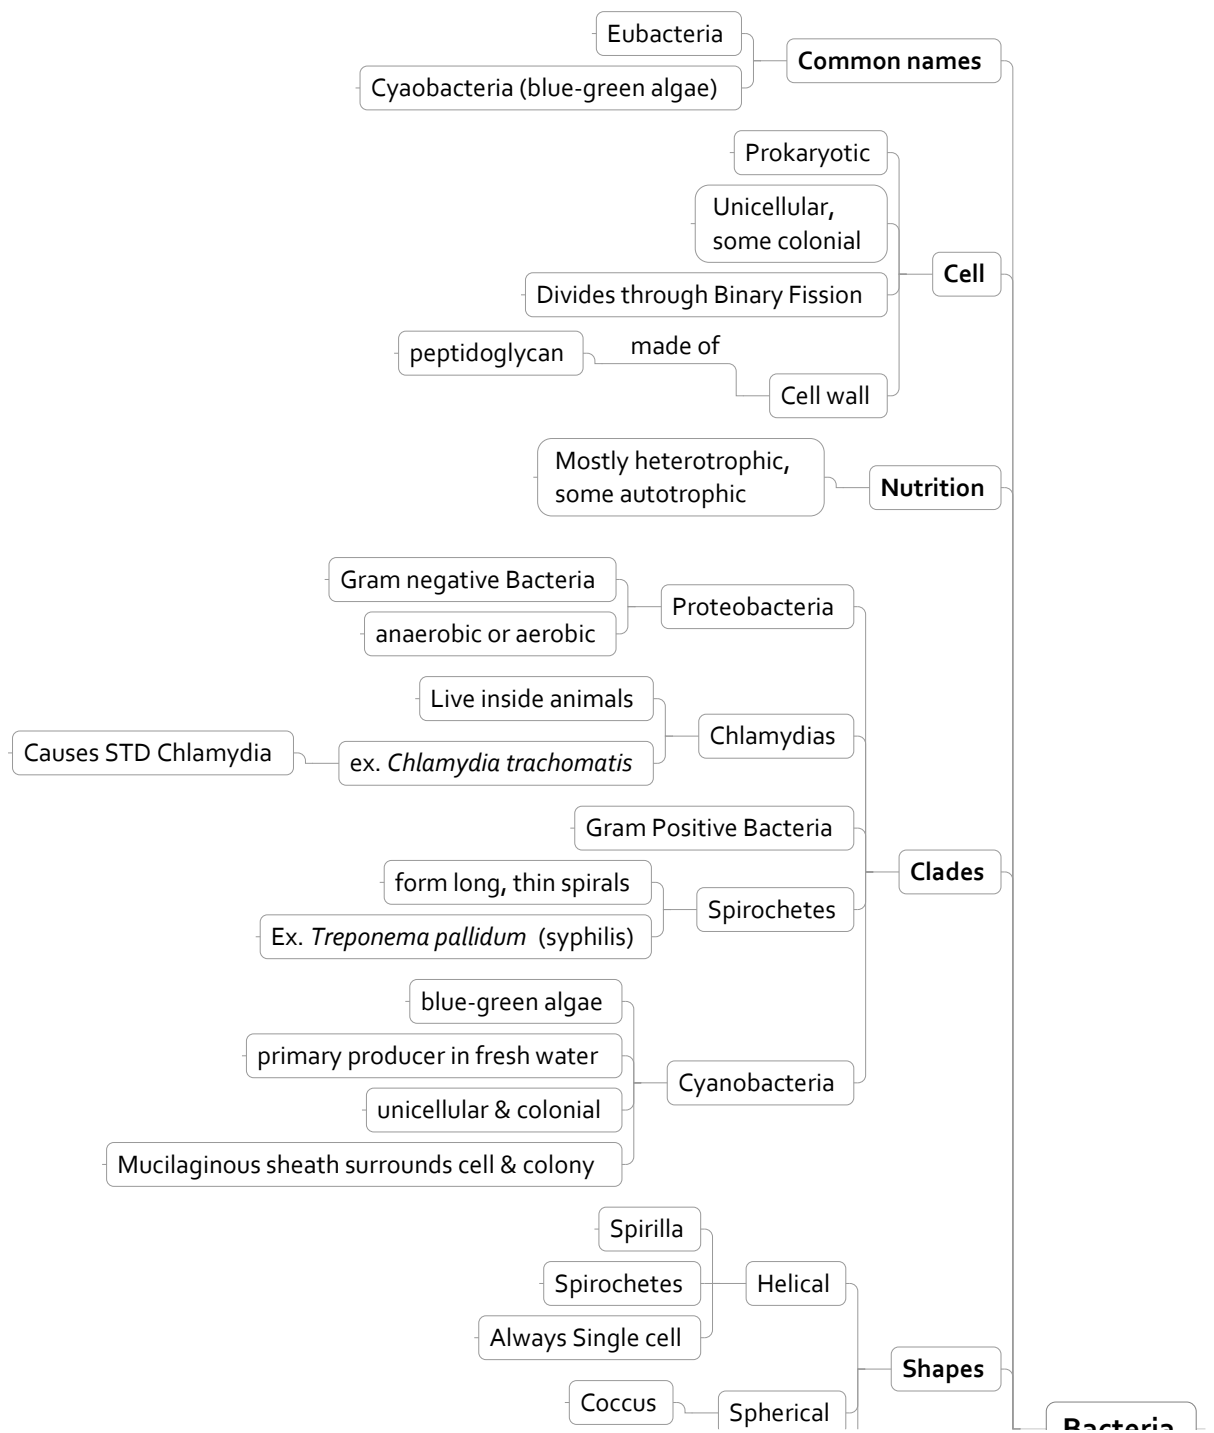 Eubacteria
Common names
Cyaobacteria (blue-green algae)
Prokaryotic
Unicellular,
some colonial
Cell
Divides through Binary Fission
peptidoglycan
made of
Cell wall
Mostly heterotrophic,
some autotrophic
Nutrition
Gram negative Bacteria
Proteobacteria
anaerobic or aerobic
Live inside animals
Chlamydias
Causes STD Chlamydia
ex. Chlamydia trachomatis
Gram Positive Bacteria
Clades
form long, thin spirals
Spirochetes
Ex. Treponema pallidum (syphilis)
blue-green algae
primary producer in fresh water
Cyanobacteria
unicellular & colonial
Mucilaginous sheath surrounds cell & colony
Spirilla
Spirochetes
Helical
Always Single cell
Shapes
Coccus
Spherical
Bacteria